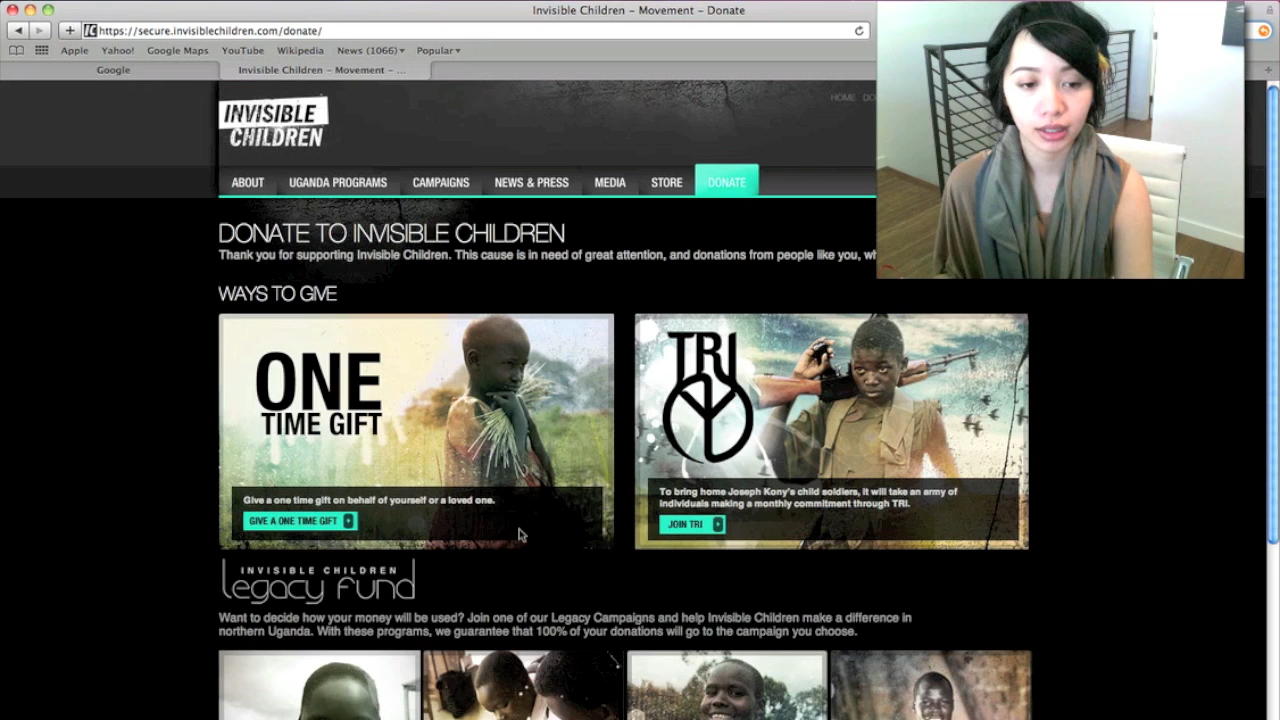 Invisible Children – Movement – Donate
https://secure.invisiblechildren.com/donate/
Apple Yahoo! Google Maps YouTube Wikipedia News (1066) Popular
Google
Invisible Children – Movement – ...
HOME
INVISIBLE
CHILDREN
ABOUT UGANDA PROGRAMS CAMPAIGNS NEWS & PRESS MEDIA STORE DONATE
DONATE TO INVISIBLE CHILDREN
Thank you for supporting Invisible Children. This cause is in need of great attention, and donations from people like you,
WAYS TO GIVE
ONE
TIME GIFT
Give a one time gift on behalf of yourself or a loved one.
GIVE A ONE TIME GIFT
TRI
To bring home Joseph Kony's child soldiers, it will take an army of
individuals making a monthly commitment through TRI.
JOIN TRI
INVISIBLE CHILDREN
legacy fund
Want to decide how your money will be used? Join one of our Legacy Campaigns and help Invisible Children make a difference in
northern Uganda. With these programs, we guarantee that 100% of your donations will go to the campaign you choose.